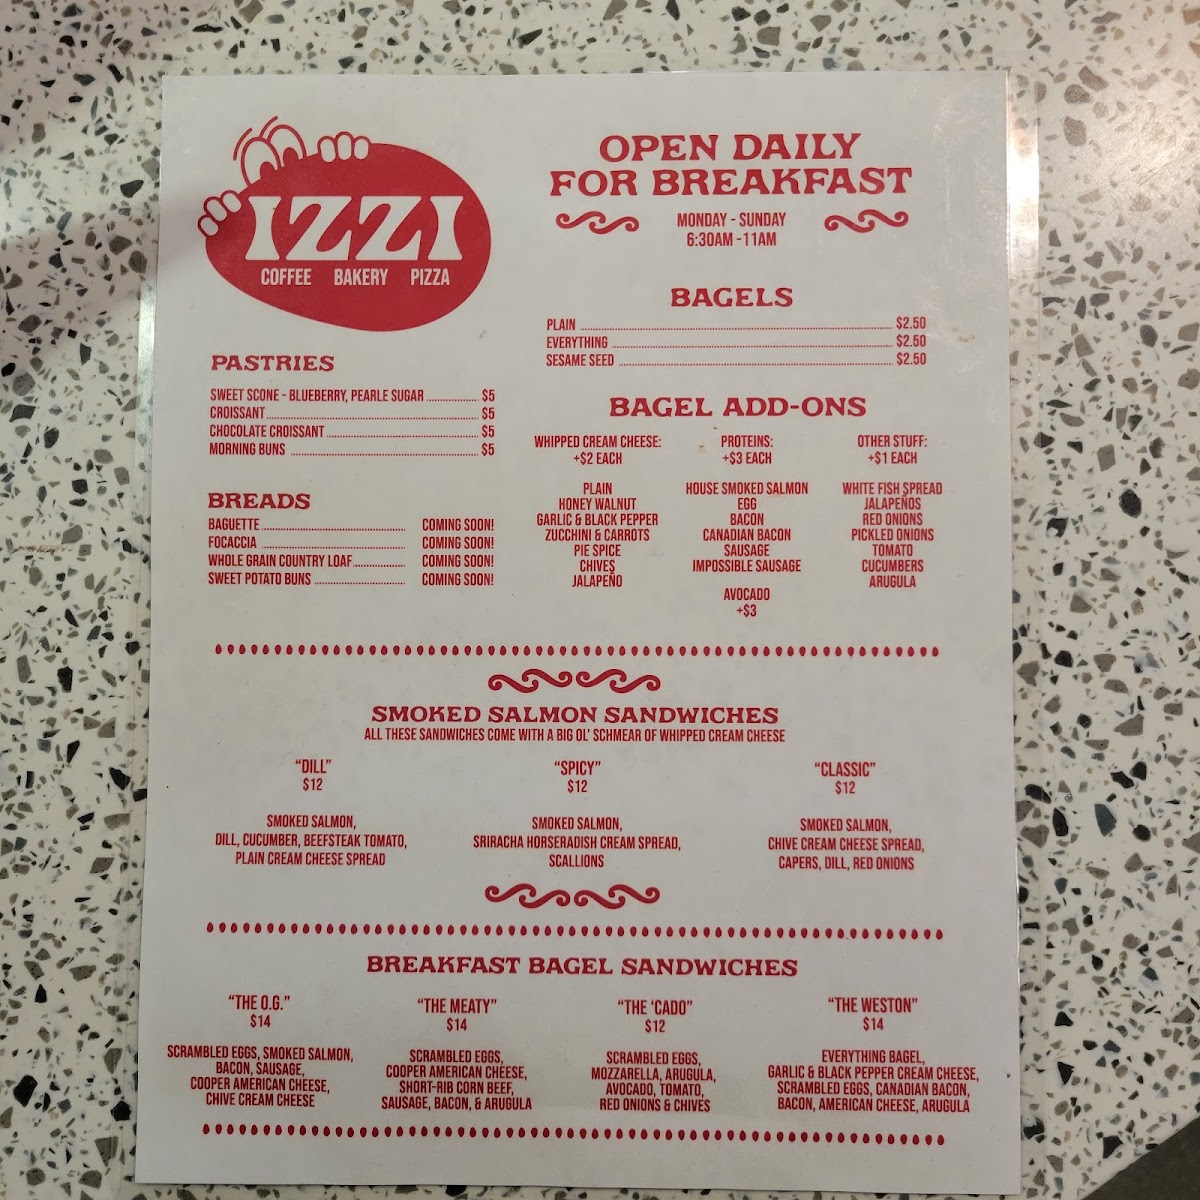 IZZI
COFFEE BAKERY PIZZA
OPEN DAILY
FOR BREAKFAST
MONDAY - SUNDAY
6:30AM -11AM
PASTRIES
SWEET SCONE - BLUEBERRY, PEARLE SUGAR $5
CROISSANT $5
CHOCOLATE CROISSANT $5
MORNING BUNS $5
BREADS
BAGUETTE COMING SOON!
FOCACCIA COMING SOON!
WHOLE GRAIN COUNTRY LOAF COMING SOON!
SWEET POTATO BUNS COMING SOON!
BAGELS
PLAIN $2.50
EVERYTHING $2.50
SESAME SEED $2.50
BAGEL ADD-ONS
WHIPPED CREAM CHEESE:
+$2 EACH
PLAIN
HONEY WALNUT
GARLIC & BLACK PEPPER
ZUCCHINI & CARROTS
PIE SPICE
CHIVES
JALAPEÑO
PROTEINS:
+$3 EACH
HOUSE SMOKED SALMON
EGG
BACON
CANADIAN BACON
SAUSAGE
IMPOSSIBLE SAUSAGE
AVOCADO
+$3
OTHER STUFF:
+$1 EACH
WHITE FISH SPREAD
JALAPEÑOS
RED ONIONS
PICKLED ONIONS
TOMATO
CUCUMBERS
ARUGULA
SMOKED SALMON SANDWICHES
ALL THESE SANDWICHES COME WITH A BIG OL' SCHMEAR OF WHIPPED CREAM CHEESE
"DILL"
$12
SMOKED SALMON,
DILL, CUCUMBER, BEEFSTEAK TOMATO,
PLAIN CREAM CHEESE SPREAD
"SPICY"
$12
SMOKED SALMON,
SRIRACHA HORSERADISH CREAM SPREAD,
SCALLIONS
"CLASSIC"
$12
SMOKED SALMON,
CHIVE CREAM CHEESE SPREAD,
CAPERS, DILL, RED ONIONS
BREAKFAST BAGEL SANDWICHES
"THE O.G."
$14
SCRAMBLED EGGS, SMOKED SALMON,
BACON, SAUSAGE,
COOPER AMERICAN CHEESE,
CHIVE CREAM CHEESE
"THE MEATY"
$14
SCRAMBLED EGGS,
COOPER AMERICAN CHEESE,
SHORT-RIB CORN BEEF,
SAUSAGE, BACON, & ARUGULA
"THE 'CADO"
$12
SCRAMBLED EGGS,
MOZZARELLA, ARUGULA,
AVOCADO, TOMATO,
RED ONIONS & CHIVES
"THE WESTON"
$14
EVERYTHING BAGEL,
GARLIC & BLACK PEPPER CREAM CHEESE,
SCRAMBLED EGGS, CANADIAN BACON,
BACON, AMERICAN CHEESE, ARUGULA